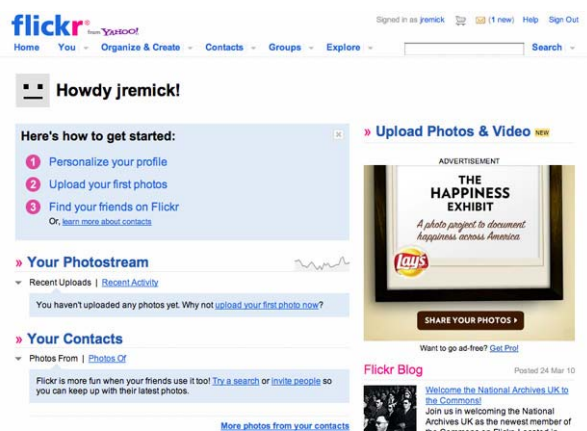 flickr from YAHOO!
Signed in as jremick (1 new) Help Sign Out
Home You Organize & Create Contacts Groups Explore Search
Howdy jremick!
Here's how to get started:
1 Personalize your profile
2 Upload your first photos
3 Find your friends on Flickr
Or, learn more about contacts
» Your Photostream
Recent Uploads | Recent Activity
You haven't uploaded any photos yet. Why not upload your first photo now?
» Your Contacts
Photos From | Photos Of
Flickr is more fun when your friends use it too! Try a search or invite people so
you can keep up with their latest photos.
More photos from your contacts
» Upload Photos & Video NEW
ADVERTISEMENT
THE
HAPPINESS
EXHIBIT
A photo project to document
happiness across America
Lay's
SHARE YOUR PHOTOS
Want to go ad-free? Get Pro!
Flickr Blog Posted 24 Mar 10
Welcome the National Archives UK to
the Commons!
Join us in welcoming the National
Archives UK as the newest member of
the Commons on Flickr. Located in